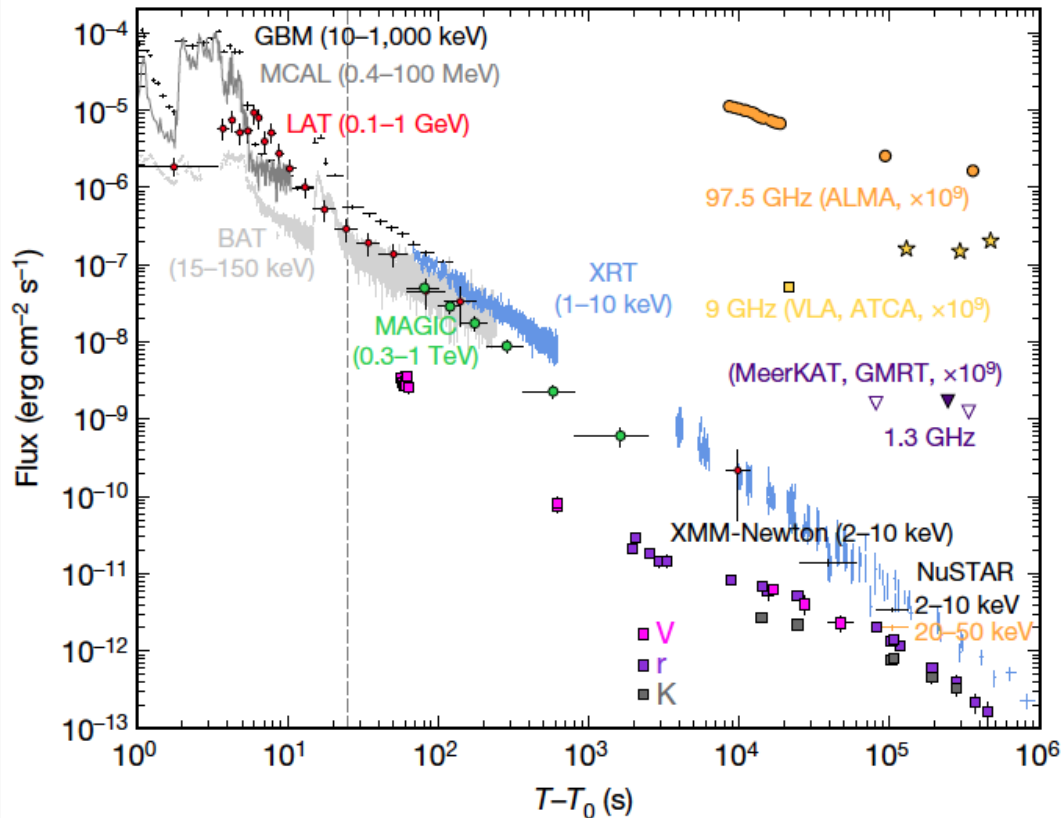 10⁻⁴
10⁻⁵
10⁻⁶
10⁻⁷
10⁻⁸
10⁻⁹
10⁻¹⁰
10⁻¹¹
10⁻¹²
10⁻¹³
Flux (erg cm⁻² s⁻¹)
GBM (10–1,000 keV)
MCAL (0.4–100 MeV)
LAT (0.1–1 GeV)
BAT
(15–150 keV)
MAGIC
(0.3–1 TeV)
XRT
(1–10 keV)
97.5 GHz (ALMA, ×10⁹)
9 GHz (VLA, ATCA, ×10⁹)
(MeerKAT, GMRT, ×10⁹)
1.3 GHz
XMM-Newton (2–10 keV)
NuSTAR
2–10 keV
20–50 keV
V
r
K
10⁰
10¹
10²
10³
10⁴
10⁵
10⁶
T–T₀ (s)